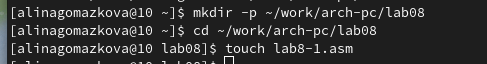 [alinagomazkova@10 ~]$ mkdir -p ~/work/arch-pc/lab08
[alinagomazkova@10 ~]$ cd ~/work/arch-pc/lab08
[alinagomazkova@10 lab08]$ touch lab8-1.asm